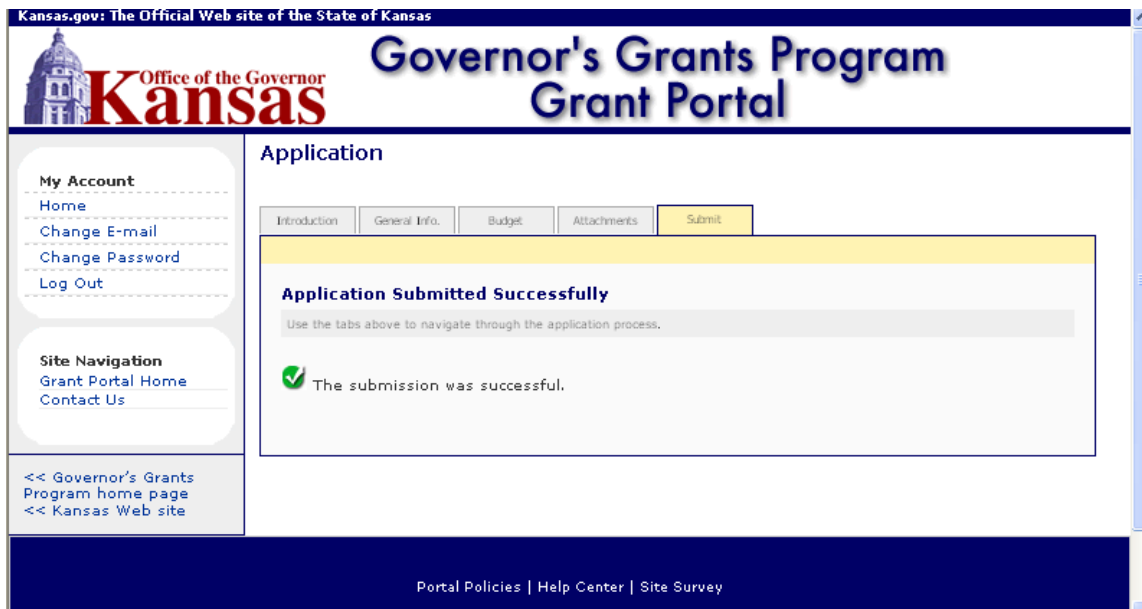 Kansas.gov: The Official Web site of the State of Kansas
Office of the Governor
Kansas
Governor's Grants Program
Grant Portal
My Account
Home
Change E-mail
Change Password
Log Out
Site Navigation
Grant Portal Home
Contact Us
<< Governor's Grants
Program home page
<< Kansas Web site
Application
Introduction General Info. Budget Attachments Submit
Application Submitted Successfully
Use the tabs above to navigate through the application process.
The submission was successful.
Portal Policies | Help Center | Site Survey